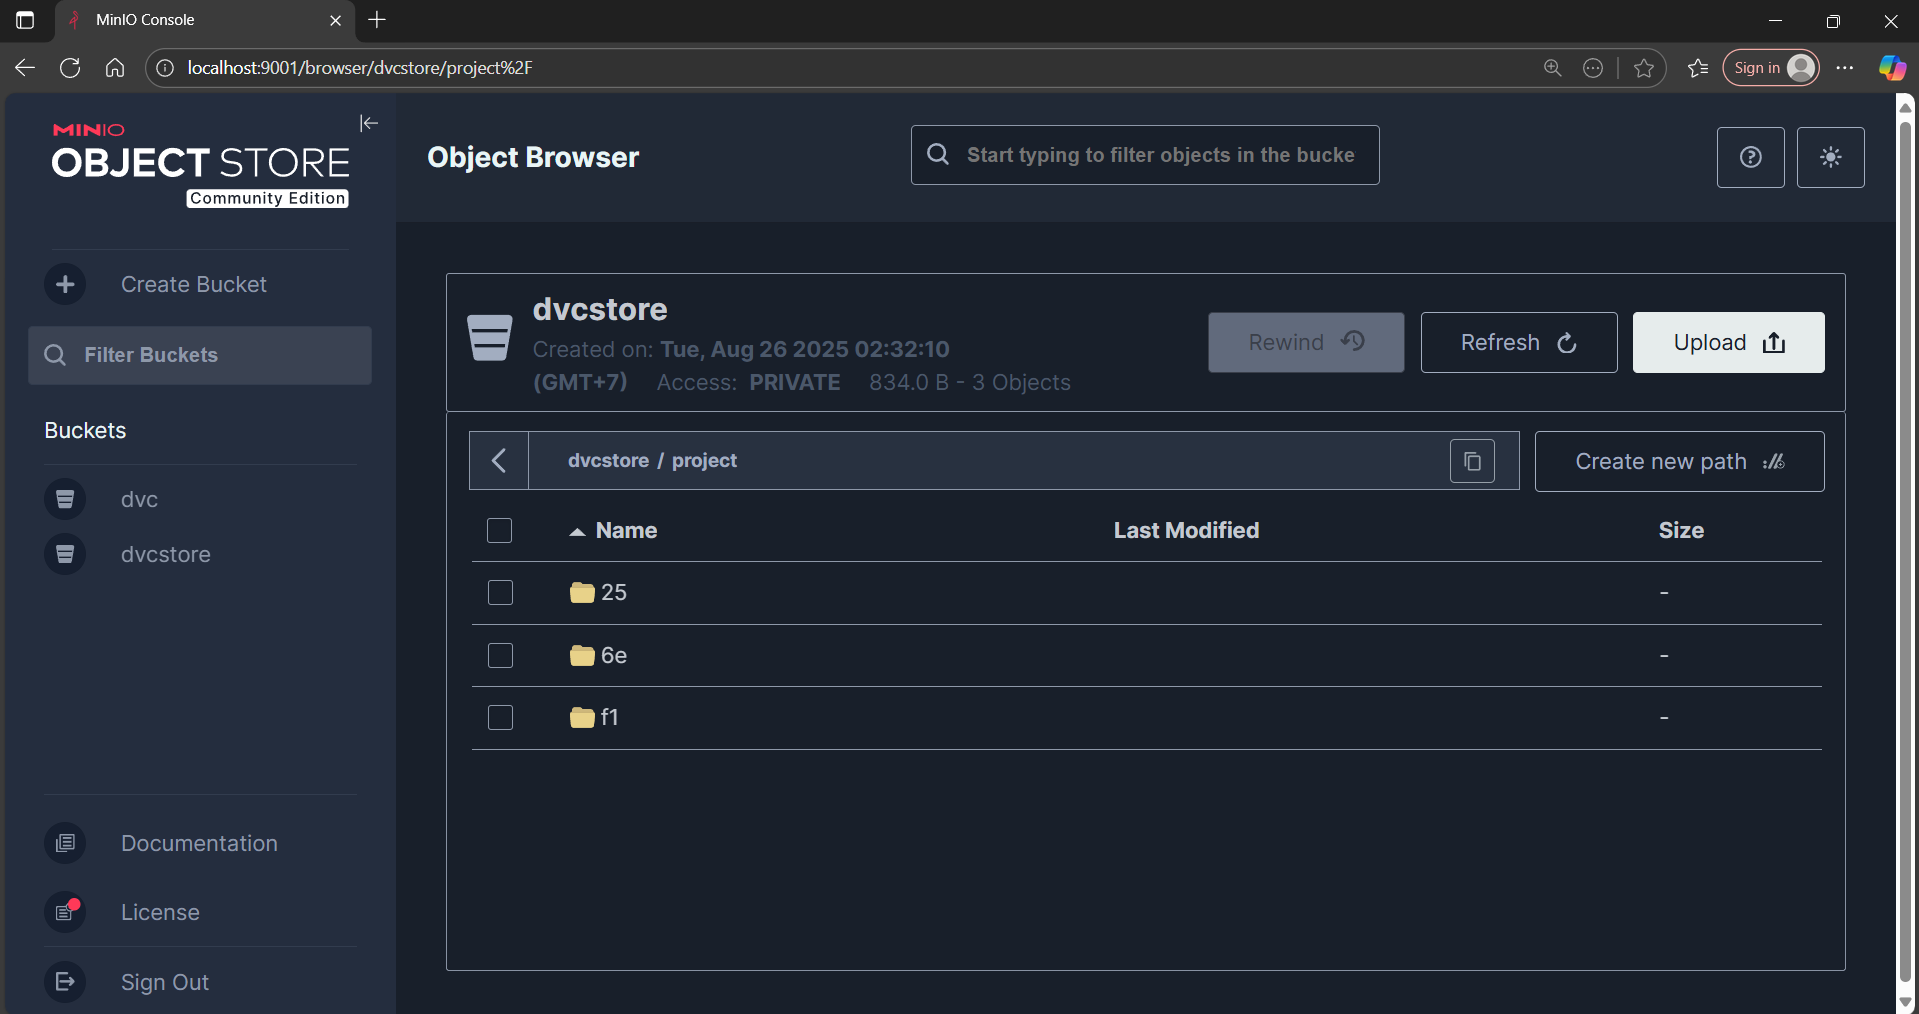 MinIO Console
localhost:9001/browser/dvcstore/project%2F
Sign in
MINIO
OBJECT STORE
Community Edition
Create Bucket
Filter Buckets
Buckets
dvc
dvcstore
Documentation
License
Sign Out
Object Browser
Start typing to filter objects in the bucke
dvcstore
Created on: Tue, Aug 26 2025 02:32:10
(GMT+7) Access: PRIVATE 834.0 B - 3 Objects
Rewind
Refresh
Upload
dvcstore / project
Create new path
Name Last Modified Size
25 -
6e -
f1 -